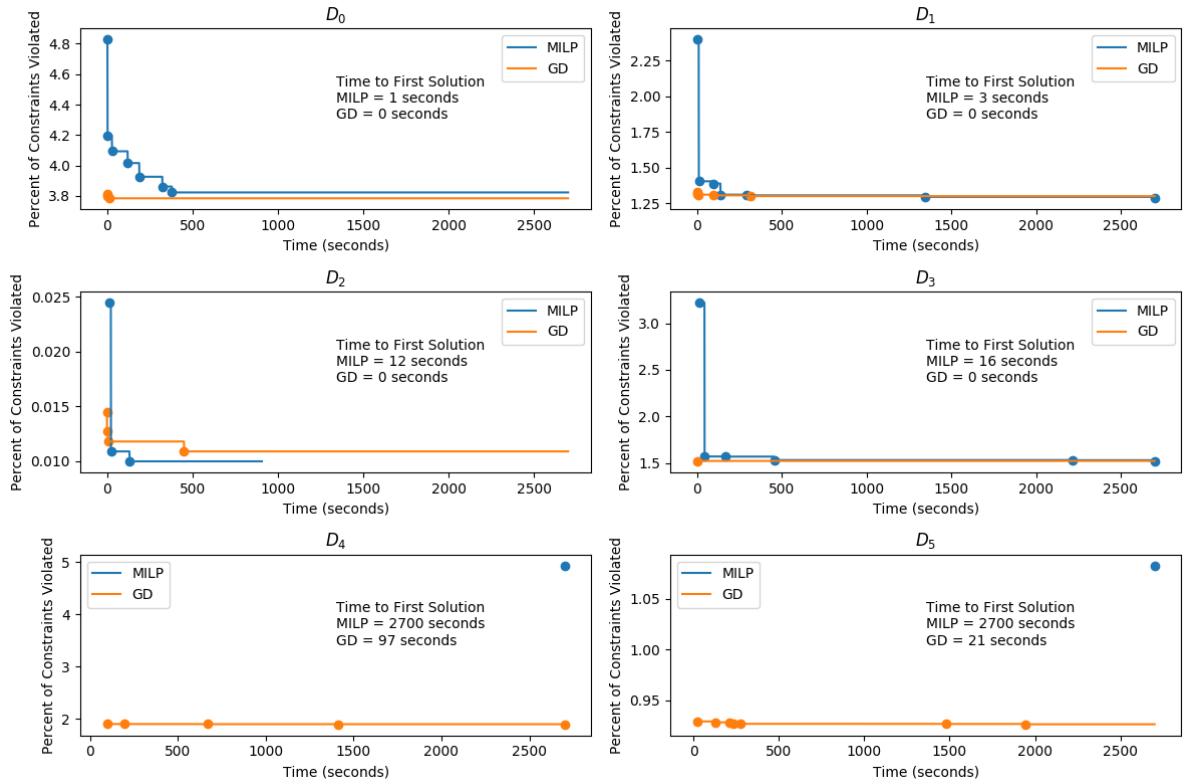 D0
Percent of Constraints Violated
4.8
4.6
4.4
4.2
4.0
3.8
MILP
GD
Time to First Solution
MILP = 1 seconds
GD = 0 seconds
0 500 1000 1500 2000 2500
Time (seconds)
D1
Percent of Constraints Violated
2.25
2.00
1.75
1.50
1.25
MILP
GD
Time to First Solution
MILP = 3 seconds
GD = 0 seconds
0 500 1000 1500 2000 2500
Time (seconds)
D2
Percent of Constraints Violated
0.025
0.020
0.015
0.010
MILP
GD
Time to First Solution
MILP = 12 seconds
GD = 0 seconds
0 500 1000 1500 2000 2500
Time (seconds)
D3
Percent of Constraints Violated
3.0
2.5
2.0
1.5
MILP
GD
Time to First Solution
MILP = 16 seconds
GD = 0 seconds
0 500 1000 1500 2000 2500
Time (seconds)
D4
Percent of Constraints Violated
5
4
3
2
MILP
GD
Time to First Solution
MILP = 2700 seconds
GD = 97 seconds
0 500 1000 1500 2000 2500
Time (seconds)
D5
Percent of Constraints Violated
1.05
1.00
0.95
MILP
GD
Time to First Solution
MILP = 2700 seconds
GD = 21 seconds
0 500 1000 1500 2000 2500
Time (seconds)